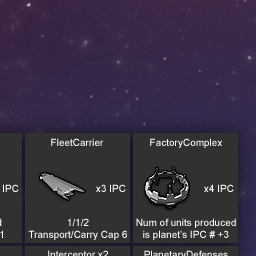 FleetCarrier
FactoryComplex
IPC
x3 IPC
x4 IPC
1
1/1/2
Transport/Carry Cap 6
Num of units produced
is planet's IPC # +3
Interceptor x2
PlanetaryDefenses